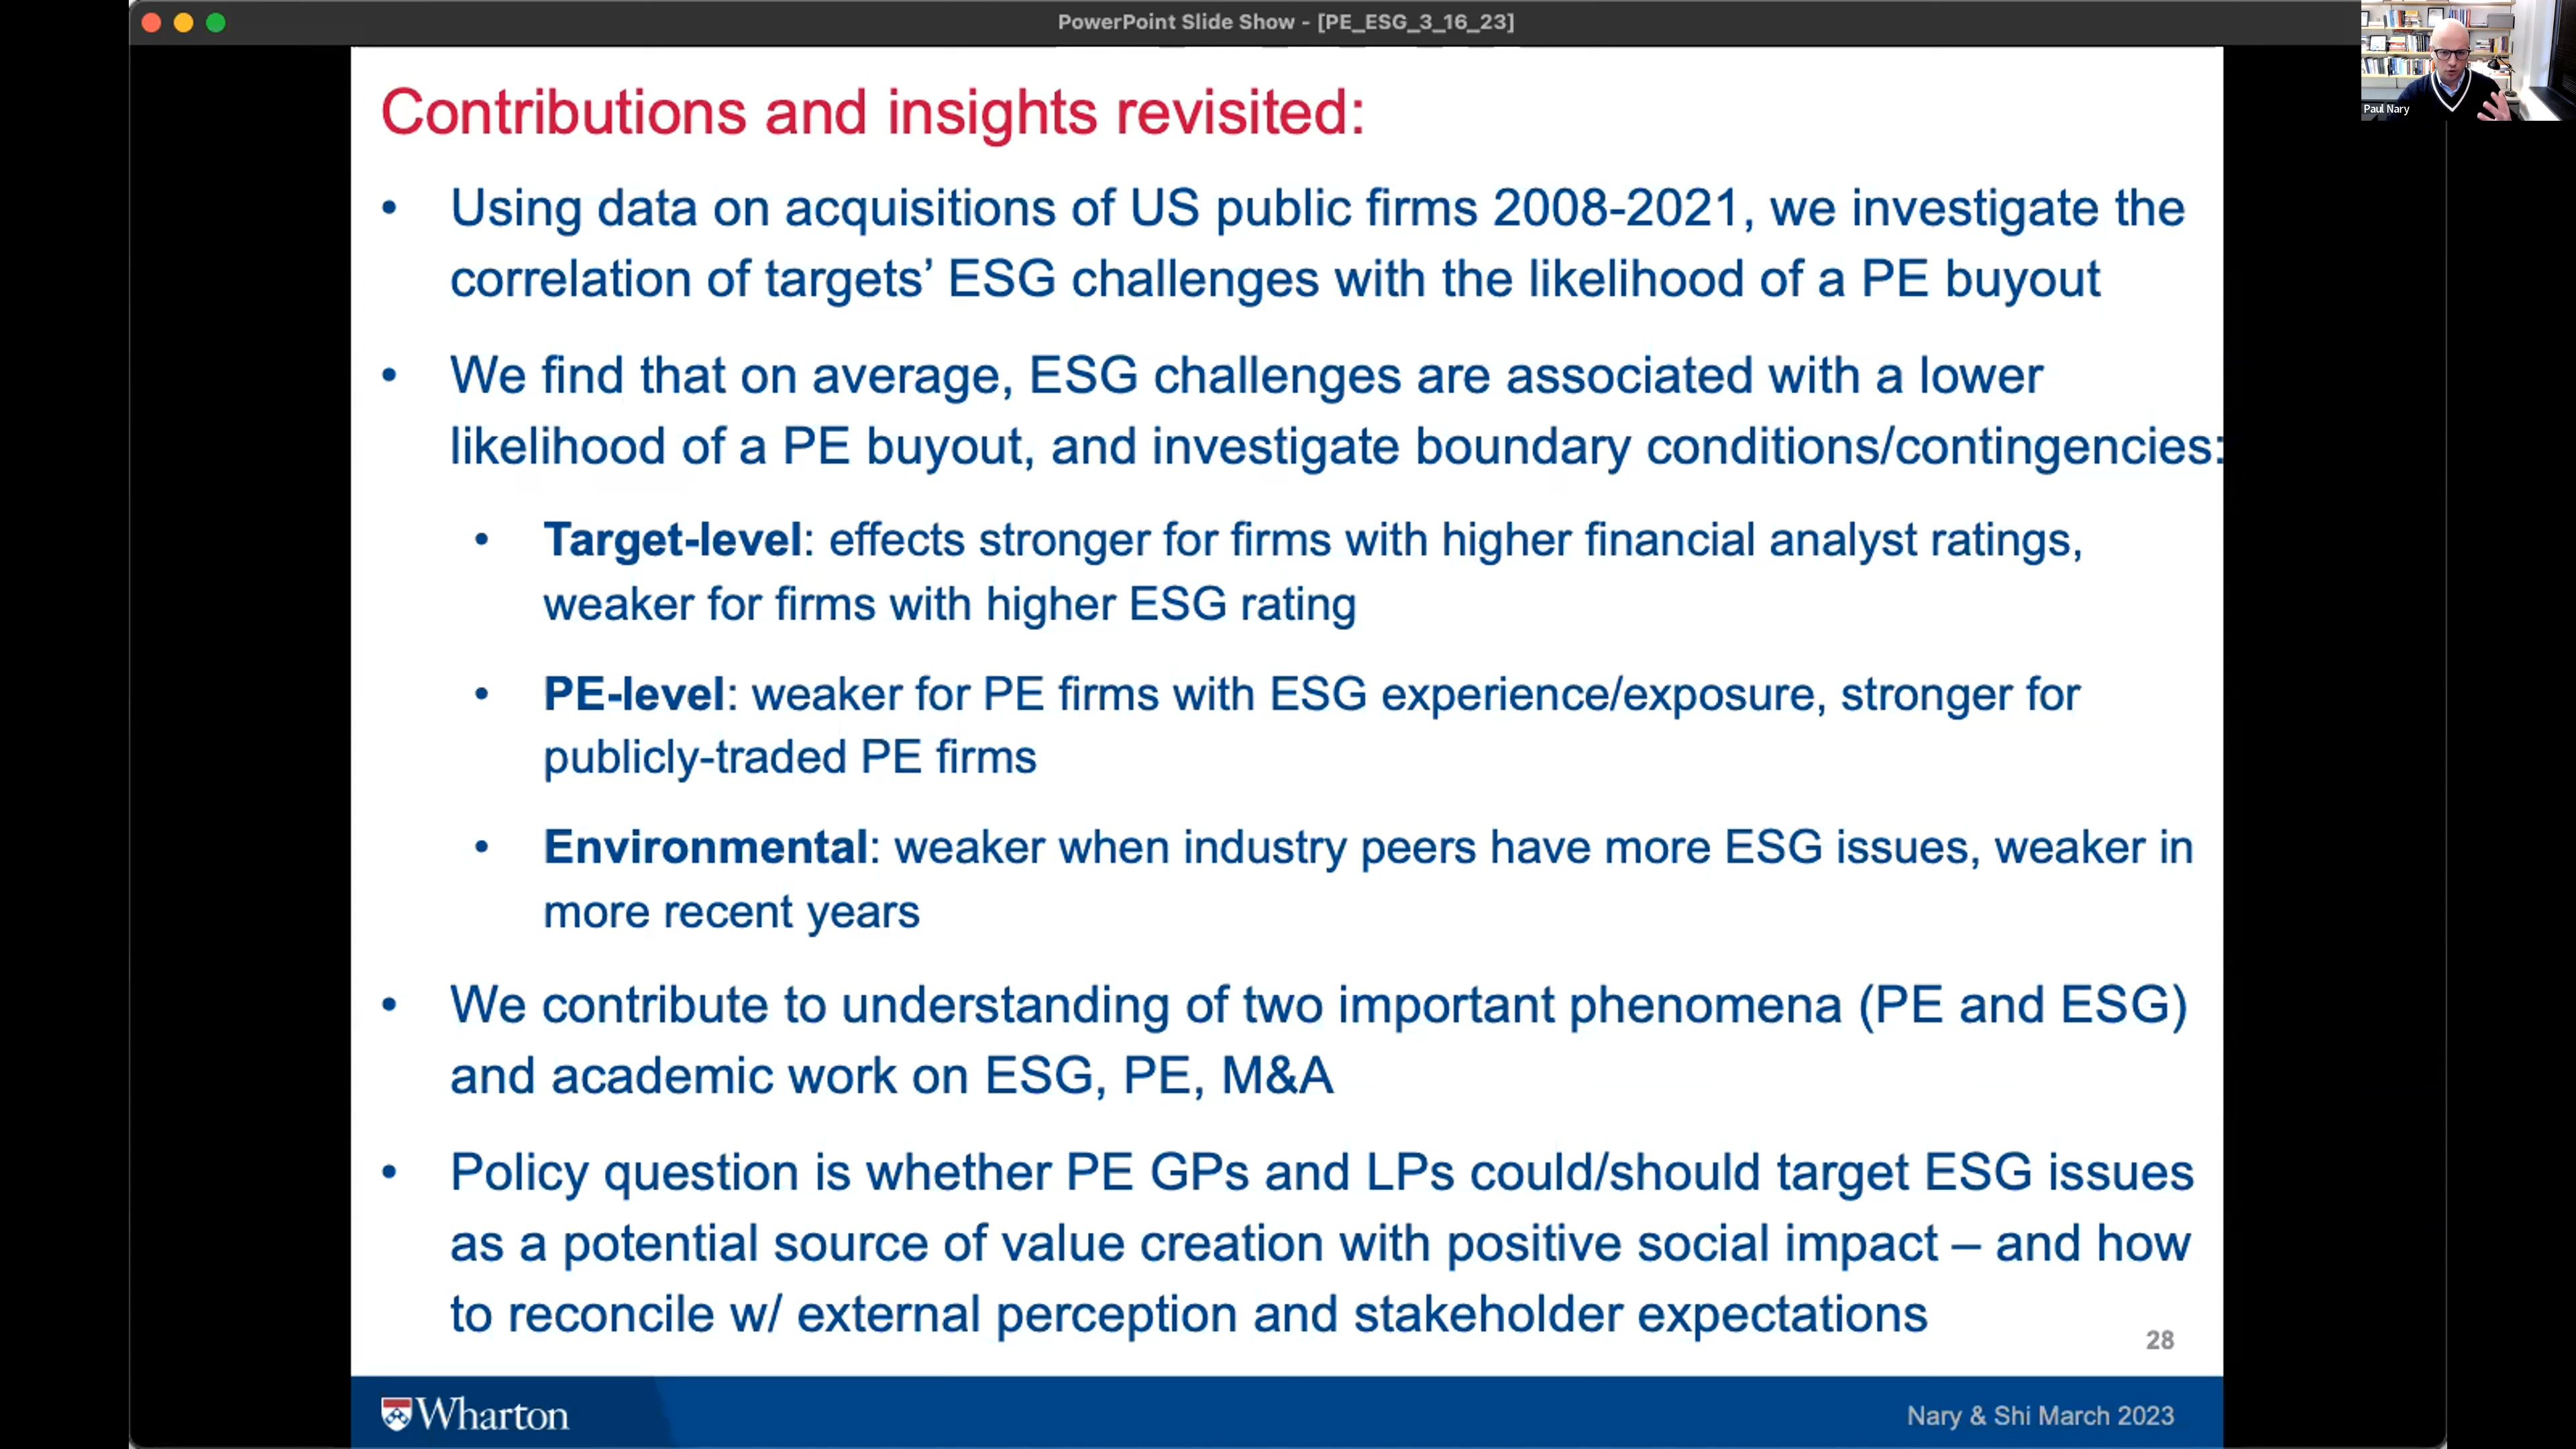 PowerPoint Slide Show - [PE_ESG_3_16_23]
Paul Nary
Contributions and insights revisited:
• Using data on acquisitions of US public firms 2008-2021, we investigate the
correlation of targets’ ESG challenges with the likelihood of a PE buyout
• We find that on average, ESG challenges are associated with a lower
likelihood of a PE buyout, and investigate boundary conditions/contingencies:
• Target-level: effects stronger for firms with higher financial analyst ratings,
weaker for firms with higher ESG rating
• PE-level: weaker for PE firms with ESG experience/exposure, stronger for
publicly-traded PE firms
• Environmental: weaker when industry peers have more ESG issues, weaker in
more recent years
• We contribute to understanding of two important phenomena (PE and ESG)
and academic work on ESG, PE, M&A
• Policy question is whether PE GPs and LPs could/should target ESG issues
as a potential source of value creation with positive social impact – and how
to reconcile w/ external perception and stakeholder expectations
28
Wharton
Nary & Shi March 2023